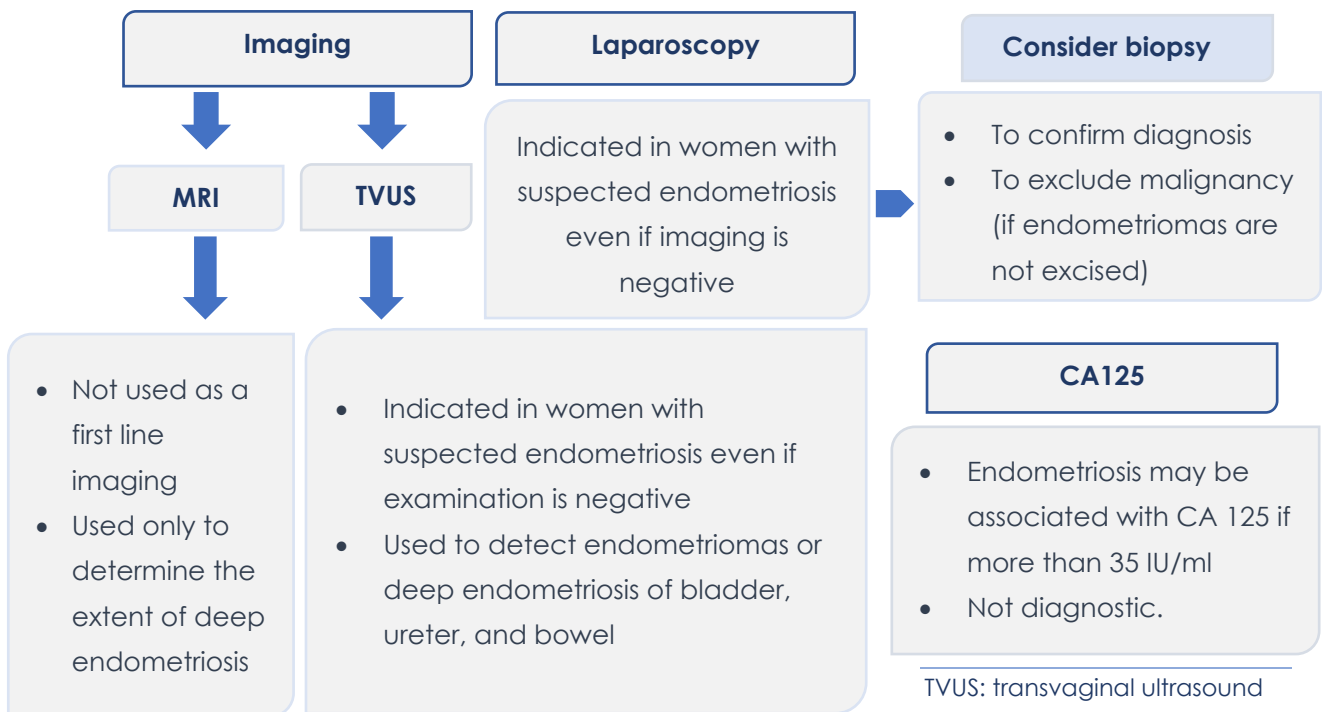 Imaging
MRI
TVUS
• Not used as a
first line
imaging
• Used only to
determine the
extent of deep
endometriosis
• Indicated in women with
suspected endometriosis even if
examination is negative
• Used to detect endometriomas or
deep endometriosis of bladder,
ureter, and bowel
Laparoscopy
Indicated in women with
suspected endometriosis
even if imaging is
negative
Consider biopsy
• To confirm diagnosis
• To exclude malignancy
(if endometriomas are
not excised)
CA125
• Endometriosis may be
associated with CA 125 if
more than 35 IU/ml
• Not diagnostic.
TVUS: transvaginal ultrasound